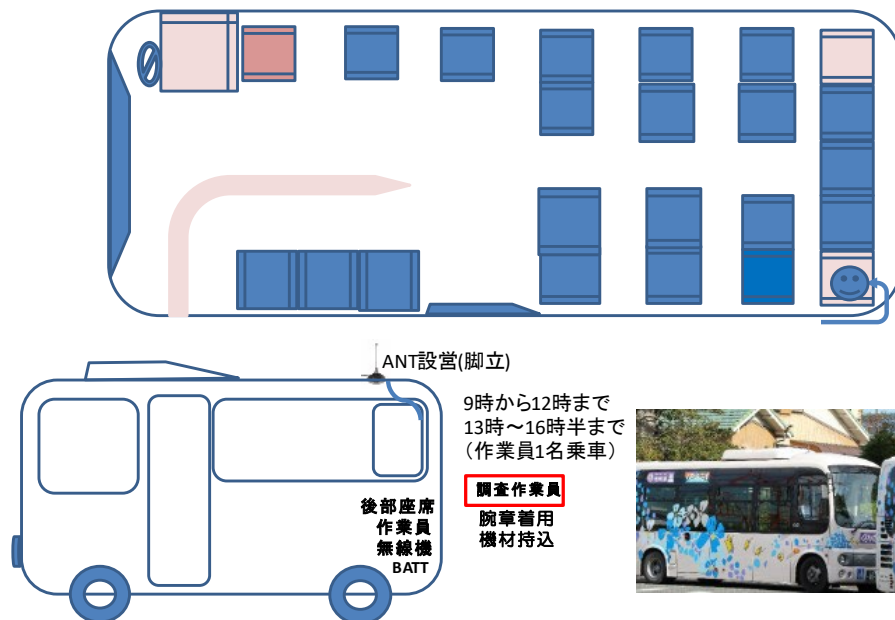 ANT設営(脚立)
9時から12時まで
13時～16時半まで
（作業員1名乗車）
調査作業員
腕章着用
機材持込
後部座席
作業員
無線機
BATT